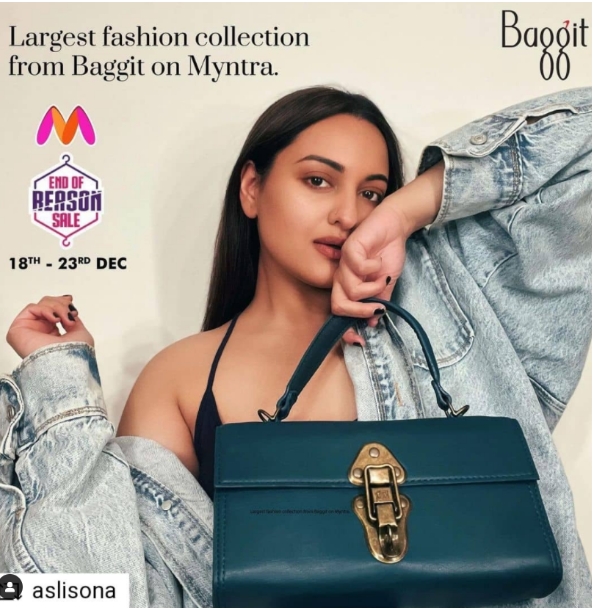 Largest fashion collection
from Baggit on Myntra.
Baggit
END OF
REASON
SALE
18TH - 23RD DEC
aslisona